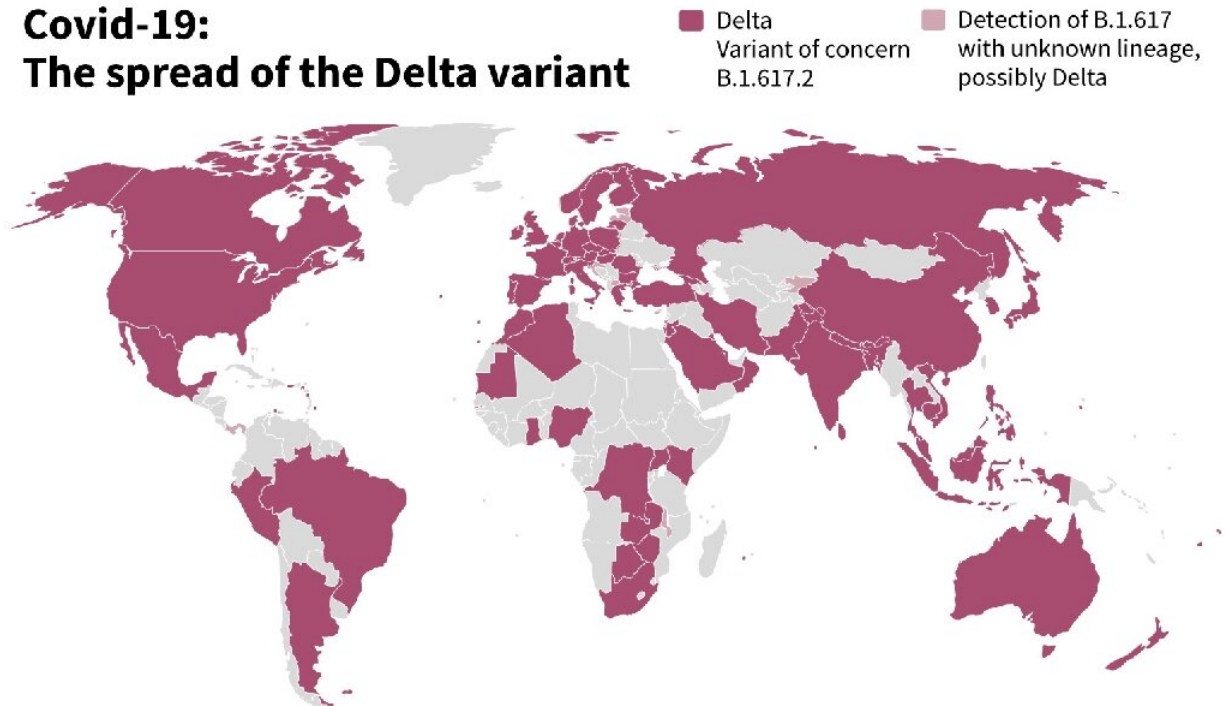 Covid-19:
The spread of the Delta variant
Delta
Variant of concern
B.1.617.2
Detection of B.1.617
with unknown lineage,
possibly Delta